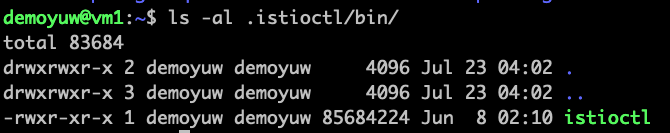 demoyuw@vm1:~$ ls -al .istioctl/bin/
total 83684
drwxrwxr-x 2 demoyuw demoyuw     4096 Jul 23 04:02 .
drwxrwxr-x 3 demoyuw demoyuw     4096 Jul 23 04:02 ..
-rwxr-xr-x 1 demoyuw demoyuw 85684224 Jun  8 02:10 istioctl